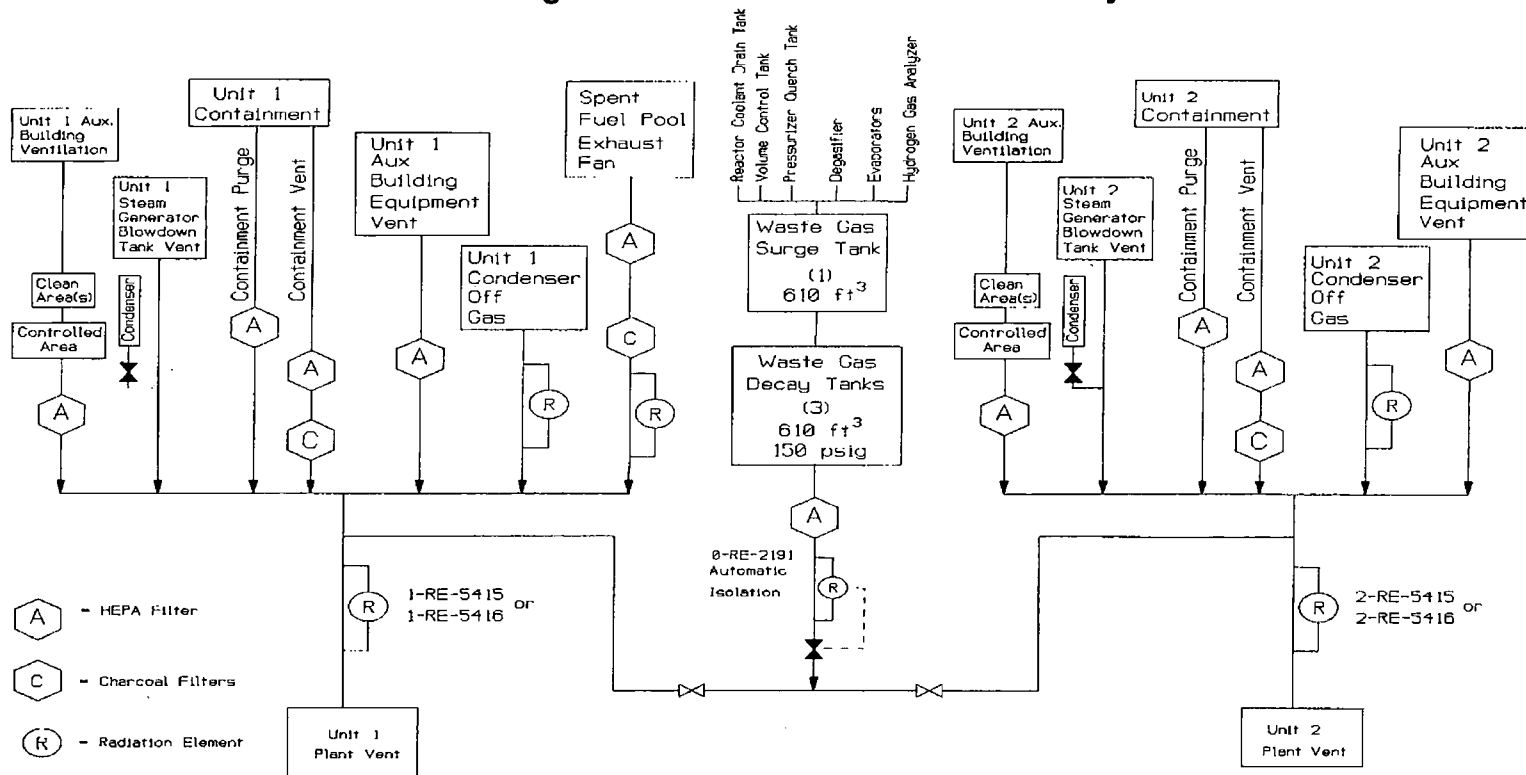 Reactor Coolant Drain Tank
Volume Control Tank
Pressurizer Quench Tank
Degasifier
Evaporators
Hydrogen Gas Analyzer
Unit 1 Aux.
Building
Ventilation
Unit 1
Containment
Spent
Fuel Pool
Exhaust
Fan
Unit 1
Steam
Generator
Blowdown
Tank Vent
Containment Purge
Containment Vent
Unit 1
Aux
Building
Equipment
Vent
Unit 1
Condenser
Off
Gas
Clean
Area(s)
Controlled
Area
Condenser
A
A
A
C
A
R
A
C
R
Waste Gas
Surge Tank
(1)
610 ft³
Waste Gas
Decay Tanks
(3)
610 ft³
150 psig
A
0-RE-2191
Automatic
Isolation
R
Unit 2 Aux.
Building
Ventilation
Unit 2
Containment
Unit 2
Aux
Building
Equipment
Vent
Unit 2
Steam
Generator
Blowdown
Tank Vent
Containment Purge
Containment Vent
Unit 2
Condenser
Off
Gas
Clean
Area(s)
Controlled
Area
Condenser
A
A
A
C
R
A
R
1-RE-5415 or
1-RE-5416
R
2-RE-5415 or
2-RE-5416
A - HEPA Filter
C - Charcoal Filters
R - Radiation Element
Unit 1
Plant Vent
Unit 2
Plant Vent